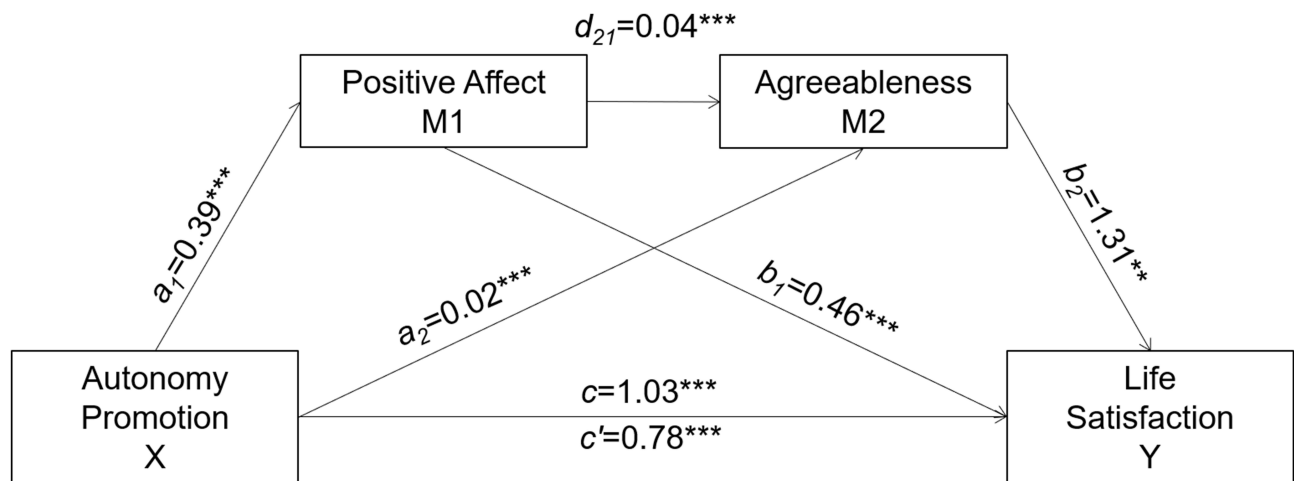 d21=0.04***
Positive Affect
M1
Agreeableness
M2
a1=0.39***
b2=1.31**
a2=0.02***
b1=0.46***
Autonomy
Promotion
X
c=1.03***
c'=0.78***
Life
Satisfaction
Y